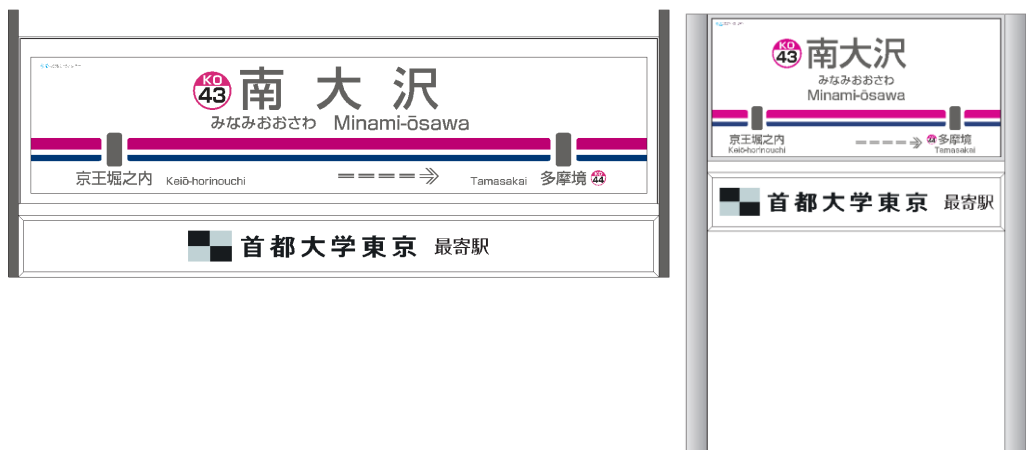 KO
43
南大沢
みなみおおさわ Minami-ōsawa
京王堀之内 Keiō-horinouchi
Tamasakai 多摩境 KO 44
首都大学東京 最寄駅
KO
43
南大沢
みなみおおさわ
Minami-ōsawa
京王堀之内
Keiō-horinouchi
多摩境
Tamasakai
首都大学東京 最寄駅